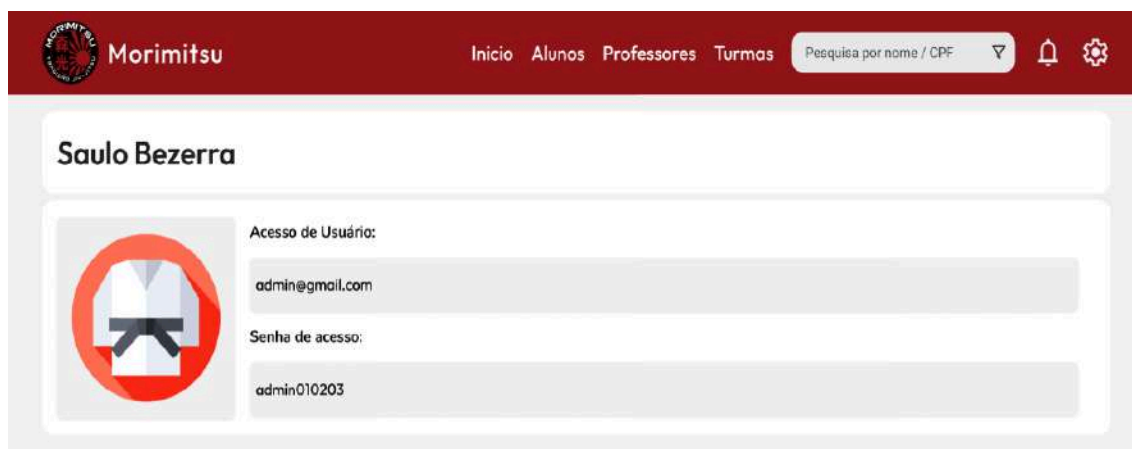 MORIMITSU
Morimitsu
Inicio Alunos Professores Turmas Pesquisa por nome / CPF
Saulo Bezerra
Acesso de Usuário:
admin@gmail.com
Senha de acesso:
admin010203